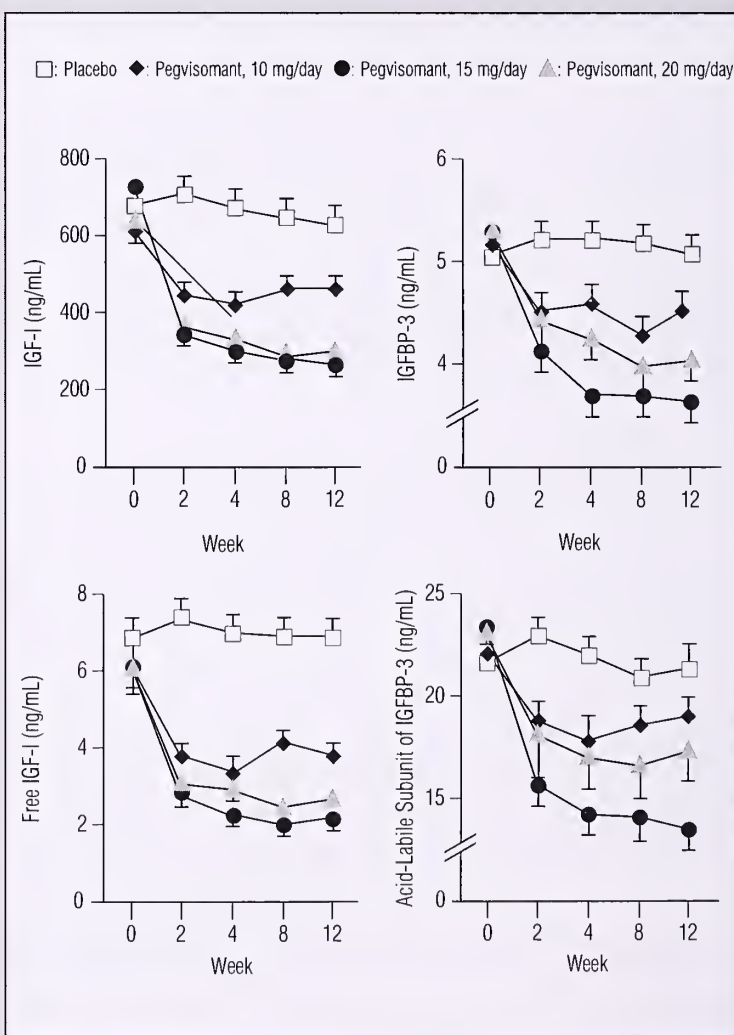 □: Placebo ◆: Pegvisomant, 10 mg/day ●: Pegvisomant, 15 mg/day ▲: Pegvisomant, 20 mg/day
IGF-I (ng/mL)
800
600
400
200
0
0 2 4 8 12
Week
IGFBP-3 (ng/mL)
6
5
4
0
0 2 4 8 12
Week
Free IGF-I (ng/mL)
8
6
4
2
0
0 2 4 8 12
Week
Acid-Labile Subunit of IGFBP-3 (ng/mL)
25
20
15
0
0 2 4 8 12
Week